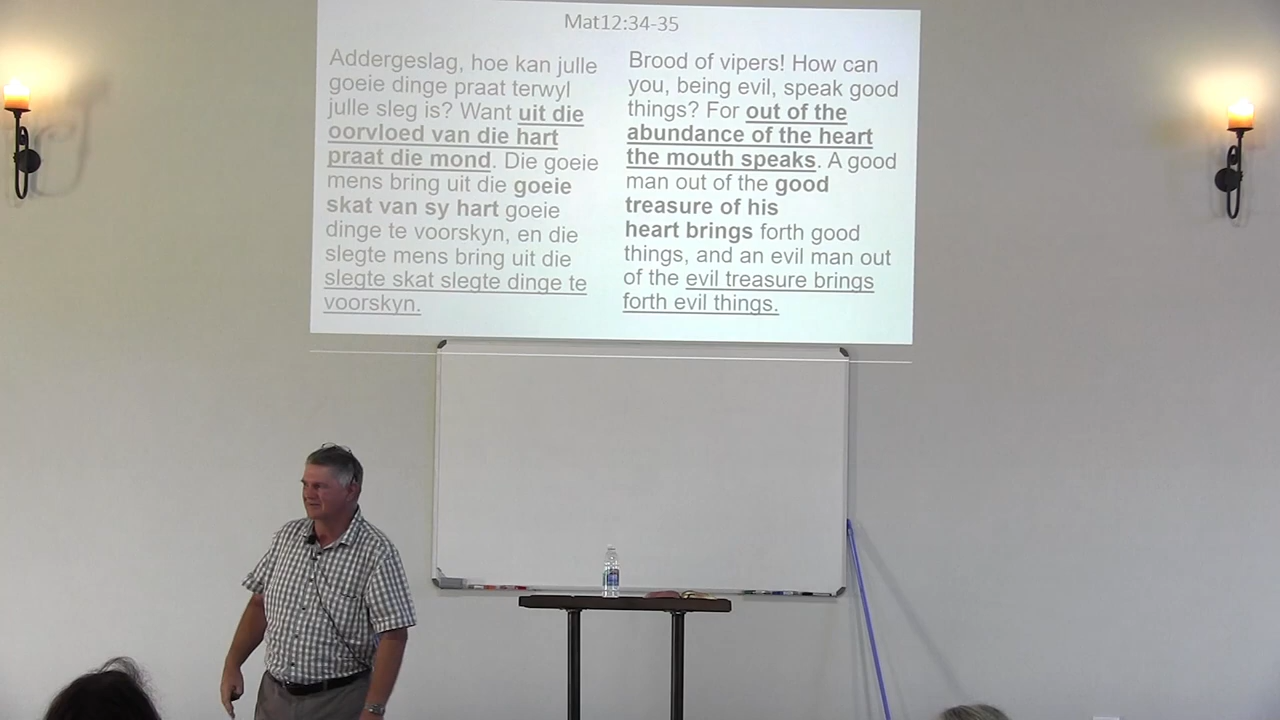 Mat12:34-35
Addergeslag, hoe kan julle
goeie dinge praat terwyl
julle sleg is? Want uit die
oorvloed van die hart
praat die mond. Die goeie
mens bring uit die goeie
skat van sy hart goeie
dinge te voorskyn, en die
slegte mens bring uit die
slegte skat slegte dinge te
voorskyn.
Brood of vipers! How can
you, being evil, speak good
things? For out of the
abundance of the heart
the mouth speaks. A good
man out of the good
treasure of his
heart brings forth good
things, and an evil man out
of the evil treasure brings
forth evil things.